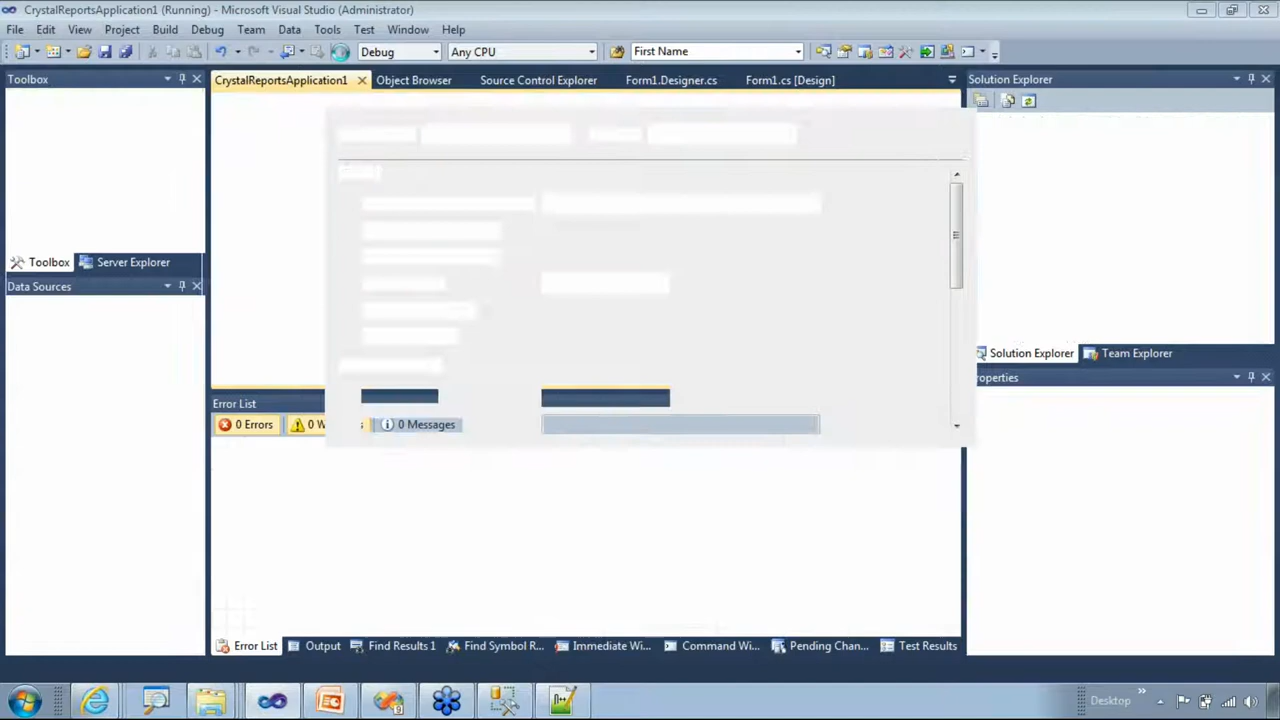 CrystalReportsApplication1 (Running) - Microsoft Visual Studio (Administrator)
File Edit View Project Build Debug Team Data Tools Test Window Help
Debug Any CPU First Name
Toolbox CrystalReportsApplication1 Object Browser Source Control Explorer Form1.Designer.cs Form1.cs [Design] Solution Explorer
Toolbox Server Explorer
Data Sources
Solution Explorer Team Explorer
roperties
Error List
0 Errors 0 W s 0 Messages
Error List Output Find Results 1 Find Symbol R... Immediate Wi... Command Wi... Pending Chan... Test Results
Desktop